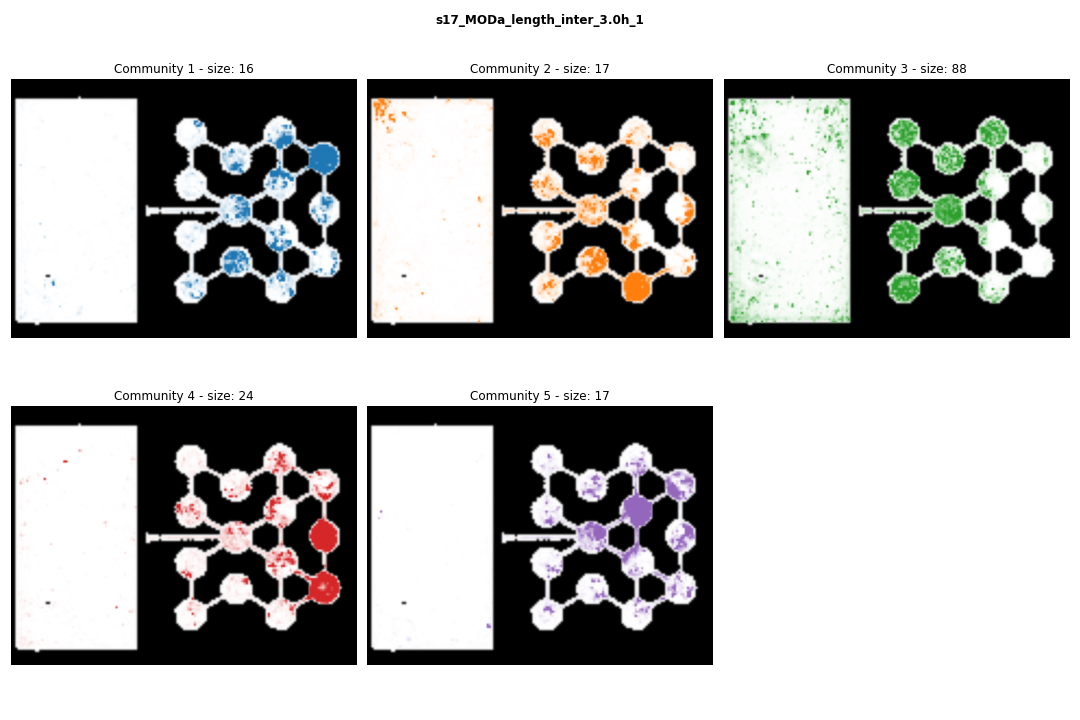 s17_MODa_length_inter_3.0h_1
Community 1 - size: 16
Community 2 - size: 17
Community 3 - size: 88
Community 4 - size: 24
Community 5 - size: 17